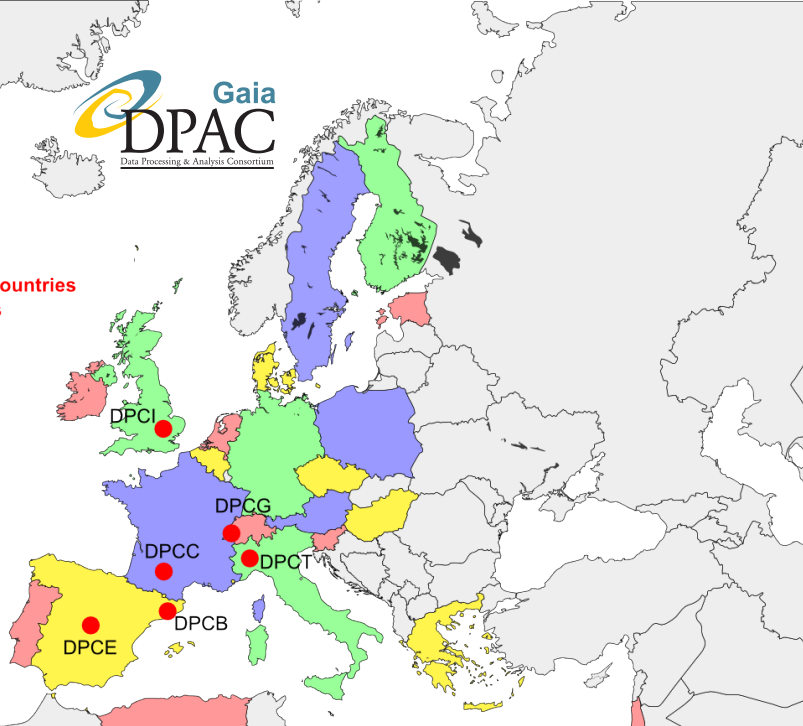 Gaia
DPAC
Data Processing & Analysis Consortium
ountries
s
DPCI
DPCG
DPCC
DPCT
DPCB
DPCE